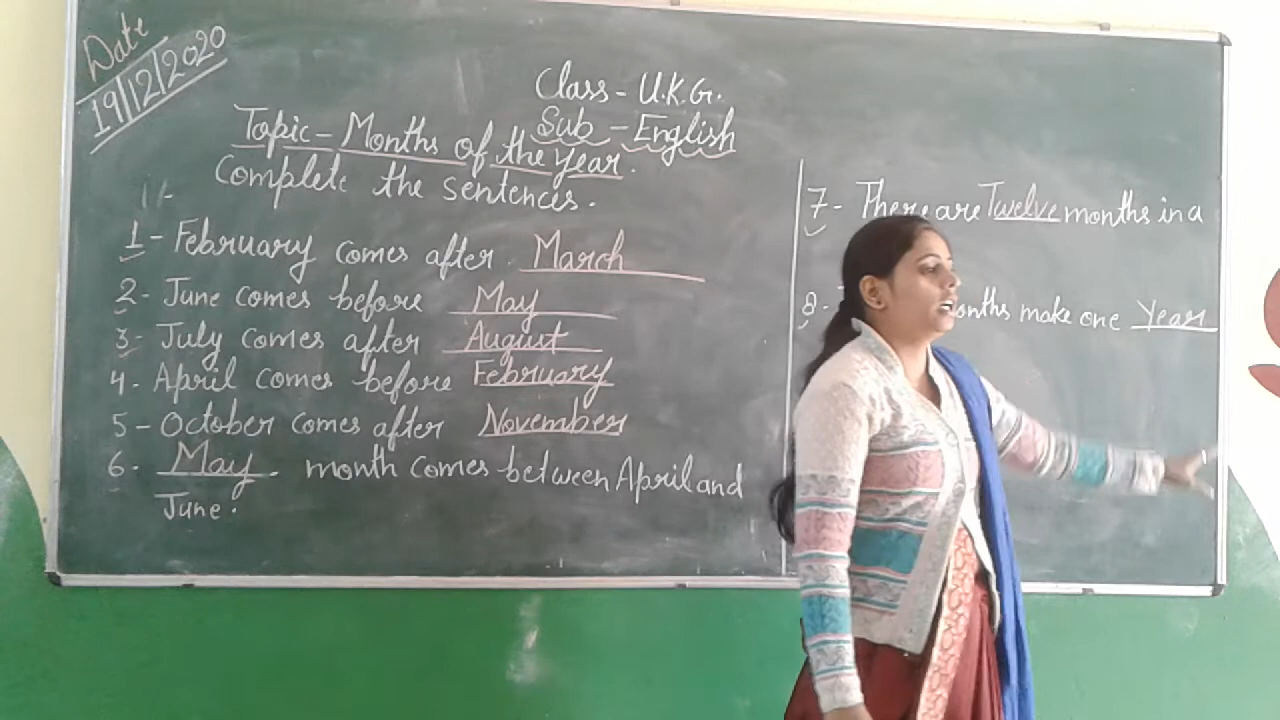 Date
19/12/2020
Class - U.K.G.
Sub - English
Topic - Months of the year.
Complete the sentences.
1 - February comes after March
2 - June comes before May
3 - July comes after August
4 - April comes before February
5 - October comes after November
6 - May month comes between April and
June.
7 - There are Twelve months in a
8 - months make one Year